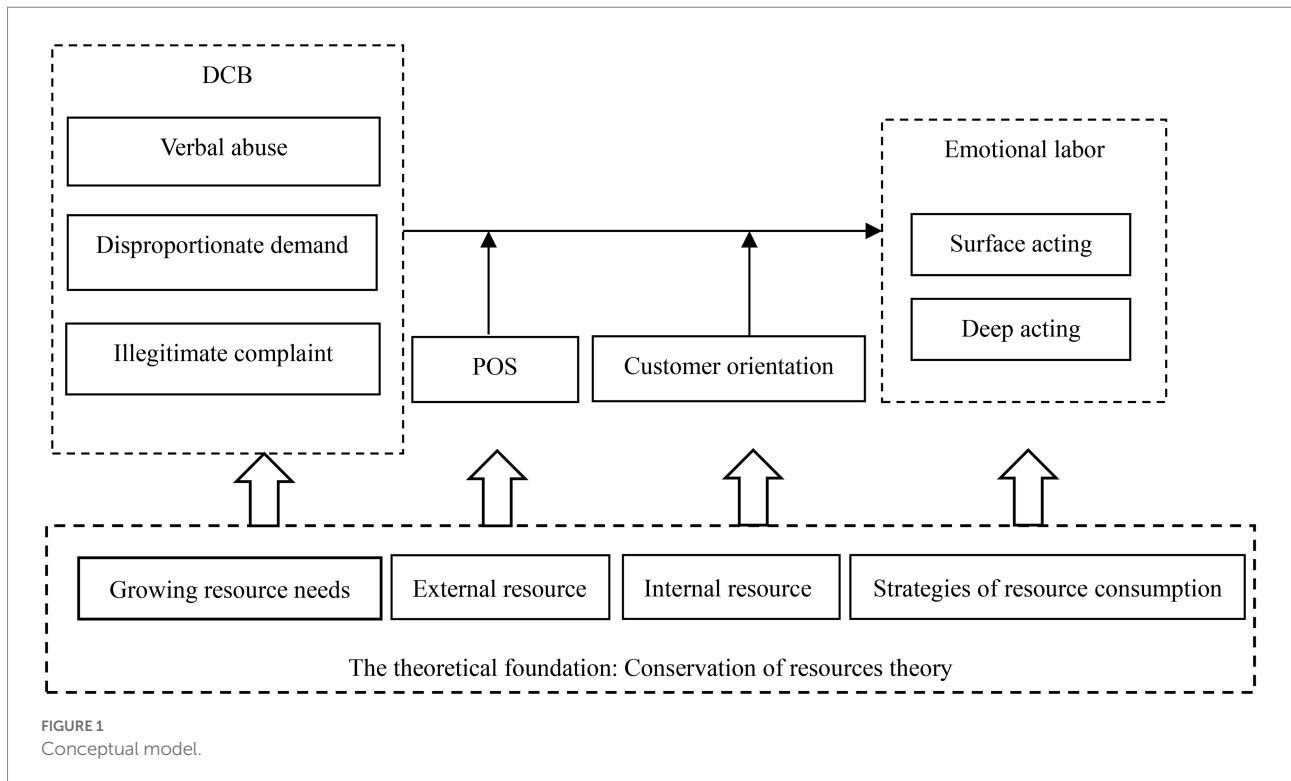 DCB
Verbal abuse
Disproportionate demand
Illegitimate complaint
POS
Customer orientation
Emotional labor
Surface acting
Deep acting
Growing resource needs
External resource
Internal resource
Strategies of resource consumption
The theoretical foundation: Conservation of resources theory
FIGURE 1
Conceptual model.